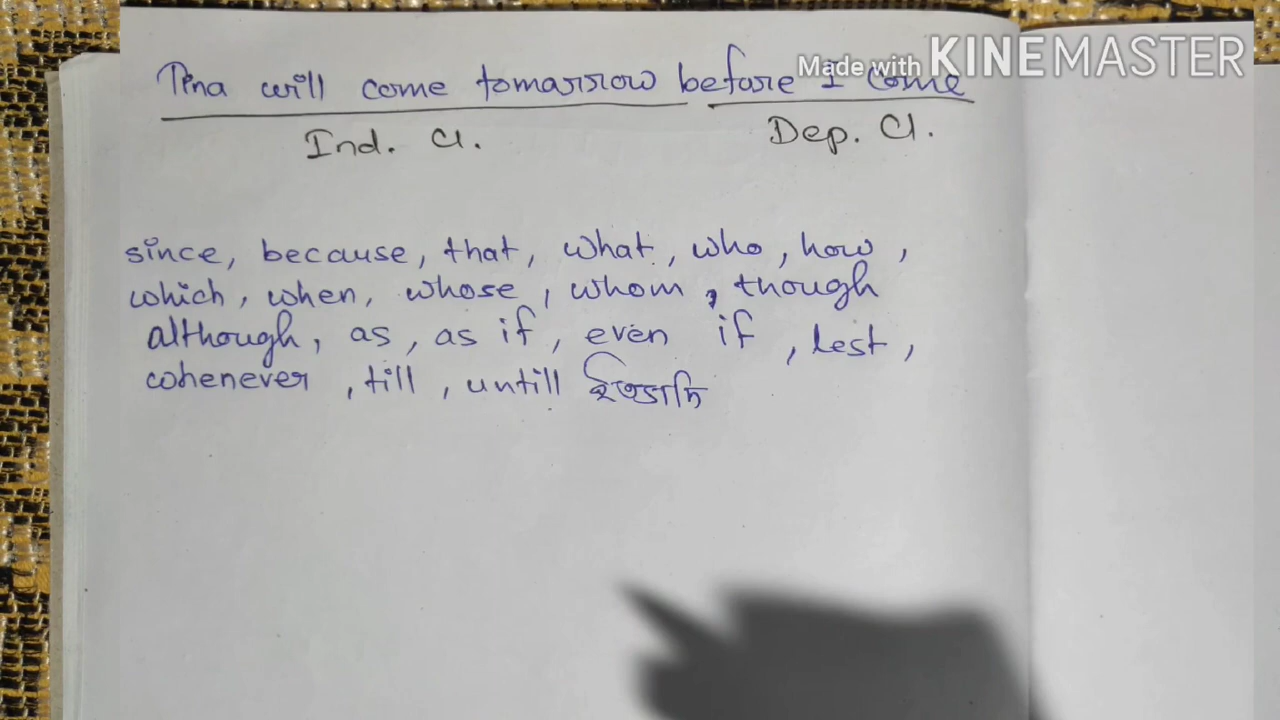 Made with KINEMASTER
Tina will come tomarrow before I come
Ind. Cl. Dep. Cl.
since, because, that, what, who, how,
which, when, whose, whom, though
although, as, as if, even if, lest,
whenever, till, untill ইত্যাদি